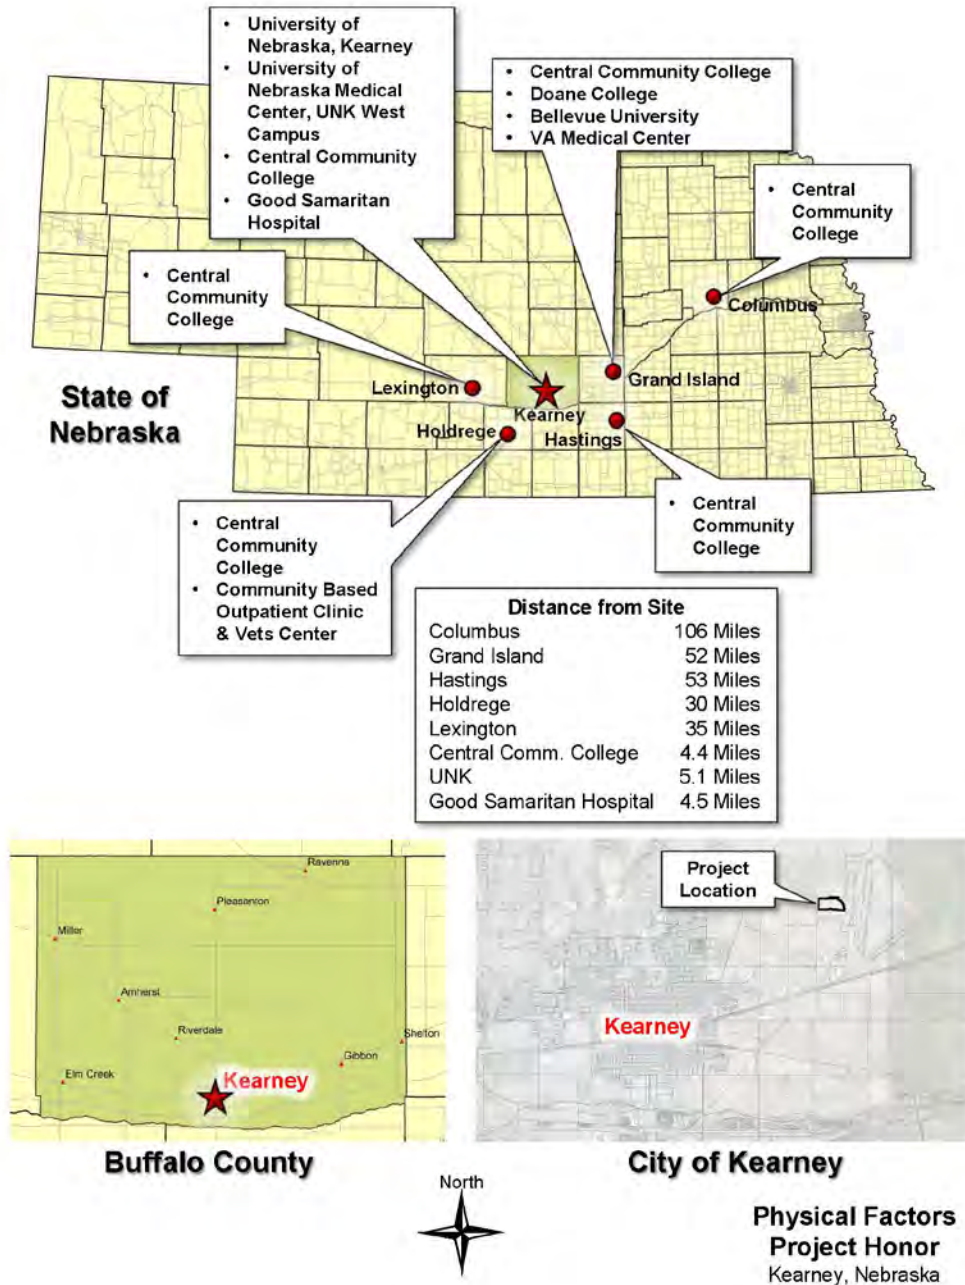 • University of
Nebraska, Kearney
• University of
Nebraska Medical
Center, UNK West
Campus
• Central Community
College
• Good Samaritan
Hospital
• Central Community College
• Doane College
• Bellevue University
• VA Medical Center
• Central
Community
College
• Central
Community
College
Columbus
Grand Island
Lexington
Kearney
Holdrege
Hastings
State of
Nebraska
• Central
Community
College
• Community Based
Outpatient Clinic
& Vets Center
• Central
Community
College
Distance from Site
Columbus 106 Miles
Grand Island 52 Miles
Hastings 53 Miles
Holdrege 30 Miles
Lexington 35 Miles
Central Comm. College 4.4 Miles
UNK 5.1 Miles
Good Samaritan Hospital 4.5 Miles
Ravenna
Pleasanton
Miller
Amherst
Riverdale
Shelton
Gibbon
Elm Creek
Kearney
Buffalo County
Project
Location
Kearney
City of Kearney
North
Physical Factors
Project Honor
Kearney, Nebraska